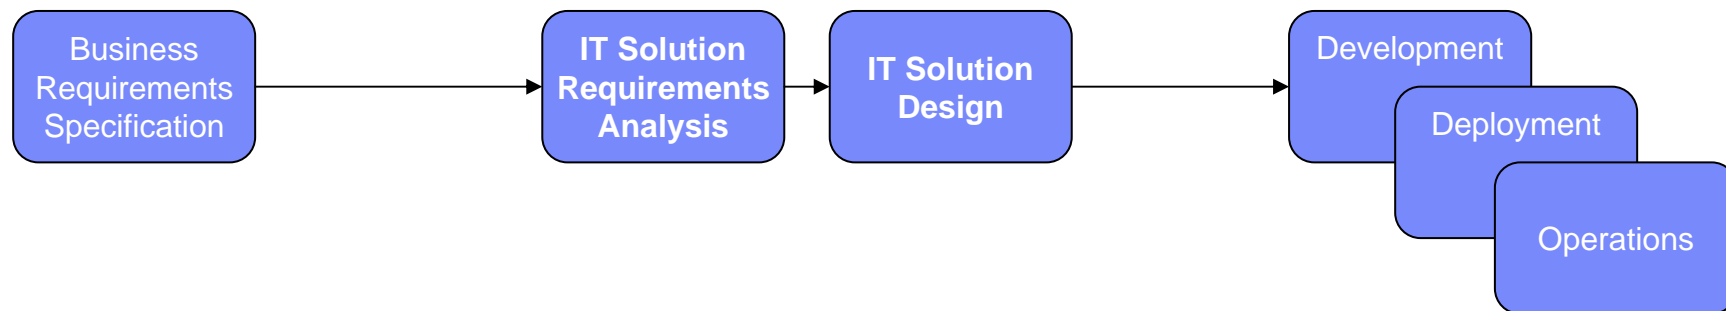 Business
Requirements
Specification
IT Solution
Requirements
Analysis
IT Solution
Design
Development
Deployment
Operations